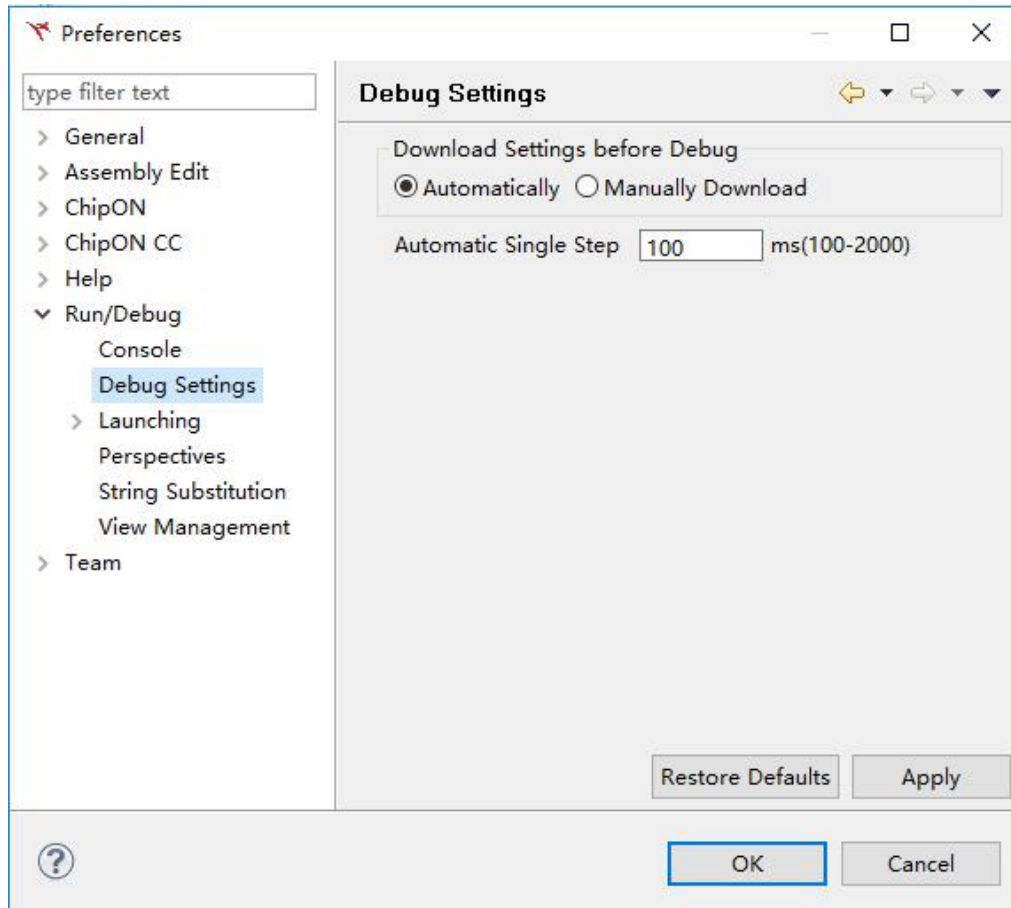 Preferences
type filter text
General
Assembly Edit
ChipON
ChipON CC
Help
Run/Debug
Console
Debug Settings
Launching
Perspectives
String Substitution
View Management
Team
Debug Settings
Download Settings before Debug
Automatically Manually Download
Automatic Single Step 100 ms(100-2000)
Restore Defaults Apply
OK Cancel